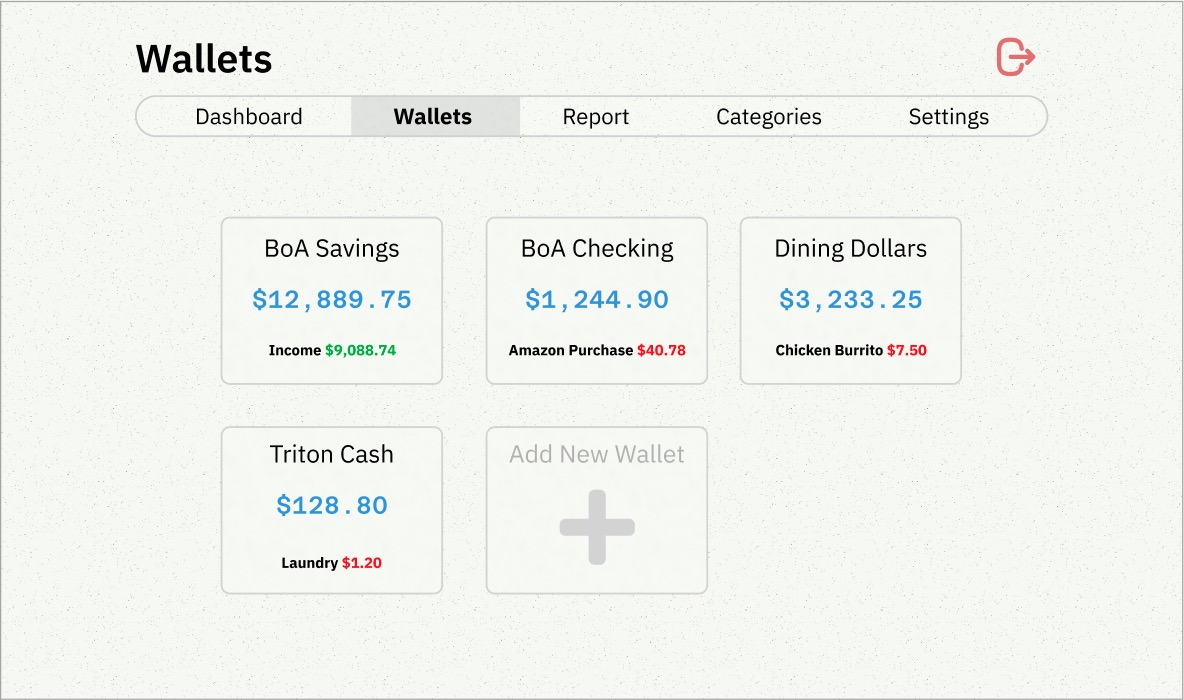 Wallets
Dashboard Wallets Report Categories Settings
BoA Savings
$12,889.75
Income $9,088.74
BoA Checking
$1,244.90
Amazon Purchase $40.78
Dining Dollars
$3,233.25
Chicken Burrito $7.50
Triton Cash
$128.80
Laundry $1.20
Add New Wallet